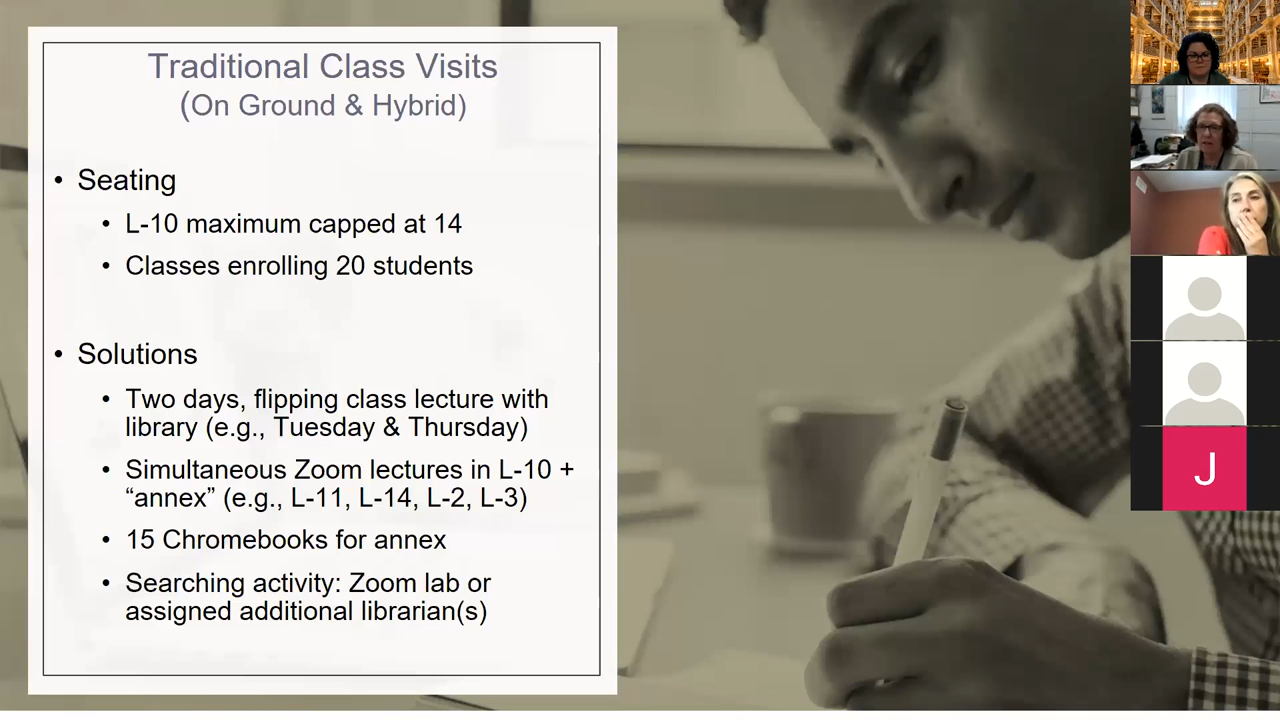 Traditional Class Visits
(On Ground & Hybrid)
• Seating
• L-10 maximum capped at 14
• Classes enrolling 20 students
• Solutions
• Two days, flipping class lecture with
library (e.g., Tuesday & Thursday)
• Simultaneous Zoom lectures in L-10 +
“annex” (e.g., L-11, L-14, L-2, L-3)
• 15 Chromebooks for annex
• Searching activity: Zoom lab or
assigned additional librarian(s)
J